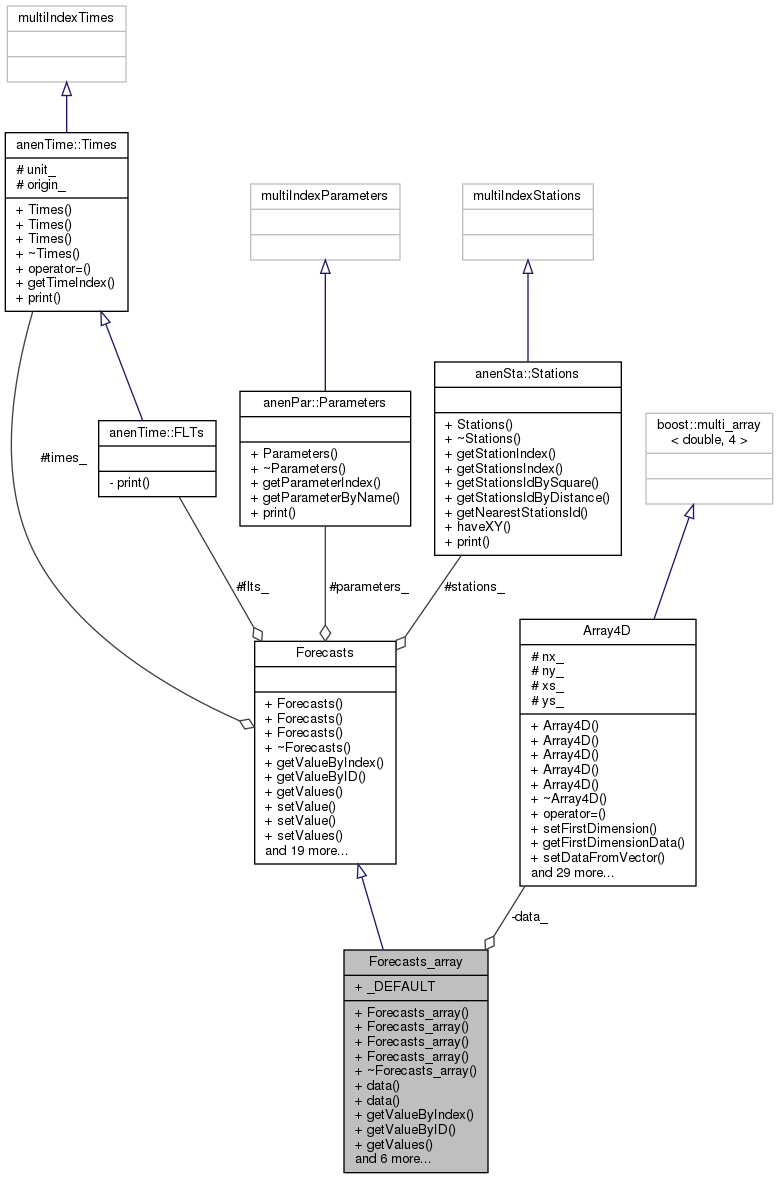 multiIndexTimes
anenTime::Times
# unit_
# origin_
+ Times()
+ Times()
+ Times()
+ ~Times()
+ operator=()
+ getTimeIndex()
+ print()
multiIndexParameters
multiIndexStations
anenSta::Stations
+ Stations()
+ ~Stations()
+ getStationIndex()
+ getStationsIndex()
+ getStationsIdBySquare()
+ getStationsIdByDistance()
+ getNearestStationsId()
+ haveXY()
+ print()
anenPar::Parameters
+ Parameters()
+ ~Parameters()
+ getParameterIndex()
+ getParameterByName()
+ print()
boost::multi_array
< double, 4 >
anenTime::FLTs
- print()
#times_
#flts_
#parameters_
#stations_
Forecasts
+ Forecasts()
+ Forecasts()
+ Forecasts()
+ ~Forecasts()
+ getValueByIndex()
+ getValueByID()
+ getValues()
+ setValue()
+ setValue()
+ setValues()
and 19 more...
Array4D
# nx_
# ny_
# xs_
# ys_
+ Array4D()
+ Array4D()
+ Array4D()
+ Array4D()
+ Array4D()
+ ~Array4D()
+ operator=()
+ setFirstDimension()
+ getFirstDimensionData()
+ setDataFromVector()
and 29 more...
-data_
Forecasts_array
+ _DEFAULT
+ Forecasts_array()
+ Forecasts_array()
+ Forecasts_array()
+ Forecasts_array()
+ ~Forecasts_array()
+ data()
+ data()
+ getValueByIndex()
+ getValueByID()
+ getValues()
and 6 more...